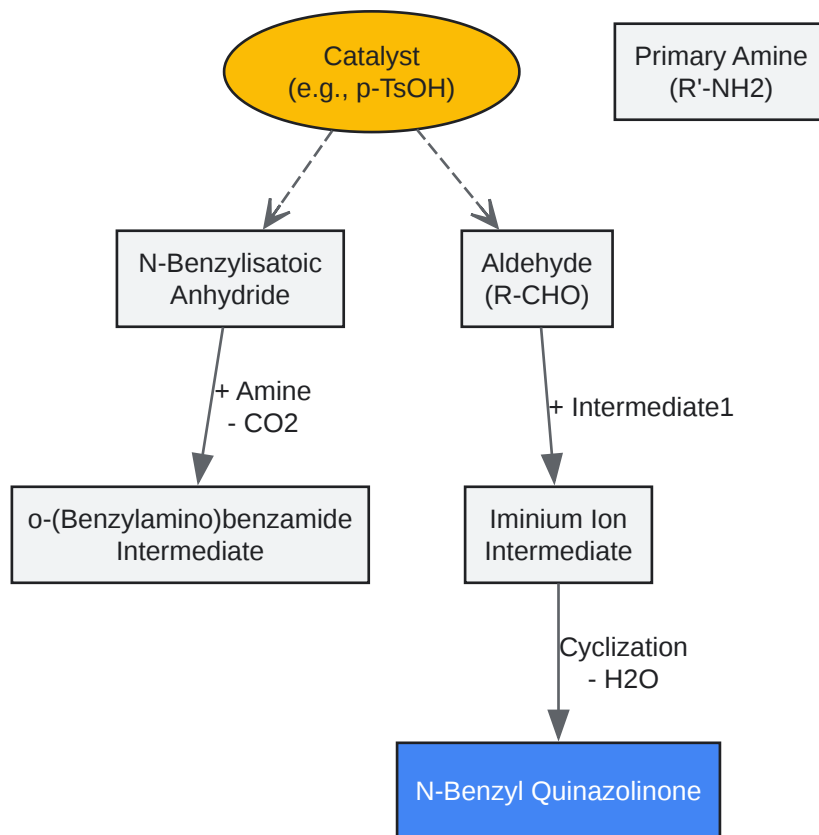 Catalyst
(e.g., p-TsOH)
Primary Amine
(R'-NH2)
N-Benzylisatoic
Anhydride
Aldehyde
(R-CHO)
+ Amine
- CO2
+ Intermediate1
o-(Benzylamino)benzamide
Intermediate
Iminium Ion
Intermediate
Cyclization
- H2O
N-Benzyl Quinazolinone